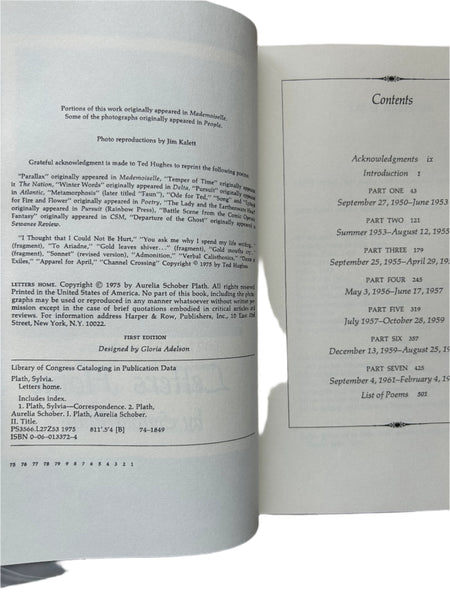 Portions of this work originally appeared in Mademoiselle.
Some of the photographs originally appeared in People.
Photo reproductions by Jim Kalett
Grateful acknowledgment is made to Ted Hughes to reprint the following poems:
"Parallax" originally appeared in Mademoiselle, "Temper of Time" originally appeared
in The Nation, "Winter Words" originally appeared in Delta, "Pursuit" originally appeared
in Atlantic, "Metamorphosis" (later titled "Faun"), "Ode for Ted," "Song" and
for Fire and Flower" originally appeared in Poetry, "The Lady and the Earthenware Head"
originally appeared in Pursuit (Rainbow Press), "Battle Scene from the Comic Operatic
Fantasy" originally appeared in CSM, "Departure of the Ghost" originally appeared in
Sewanee Review.
"I Thought that I Could Not Be Hurt," "You ask me why I spend my life writing,"
(fragment), "To Ariadne," "Gold leaves shiver..." (fragment), "Gold mouths cry"
(fragment), "Sonnet" (revised version), "Admonition," "Verbal Calisthenics,"
Exiles," "Apparel for April," "Channel Crossing" Copyright © 1975 by Ted Hughes
LETTERS HOME. Copyright © 1975 by Aurelia Schober Plath. All rights reserved.
Printed in the United States of America. No part of this book, including the photo-
graphs may be used or reproduced in any manner whatsoever without written per-
mission except in the case of brief quotations embodied in critical articles and
reviews. For information address Harper & Row, Publishers, Inc., 10 East 53rd
Street, New York, N.Y. 10022.
FIRST EDITION
Designed by Gloria Adelson
Library of Congress Cataloging in Publication Data
Plath, Sylvia.
Letters home.
Includes index.
1. Plath, Sylvia—Correspondence. 2. Plath,
Aurelia Schober. I. Plath, Aurelia Schober.
II. Title.
PS3566.L27Z53 1975 811'.5'4 [B] 74-1849
ISBN 0-06-013372-4
75 76 77 78 79 9 8 7 6 5 4 3 2 1
Contents
Acknowledgments ix
Introduction 1
PART ONE 43
September 27, 1950–June 1953
PART TWO 121
Summer 1953–August 12, 1955
PART THREE 179
September 25, 1955–April 29, 1
PART FOUR 245
May 3, 1956–June 17, 1957
PART FIVE 319
July 1957–October 28, 1959
PART SIX 357
December 13, 1959–August 25,
PART SEVEN 425
September 4, 1961–February 4, 1
List of Poems 501